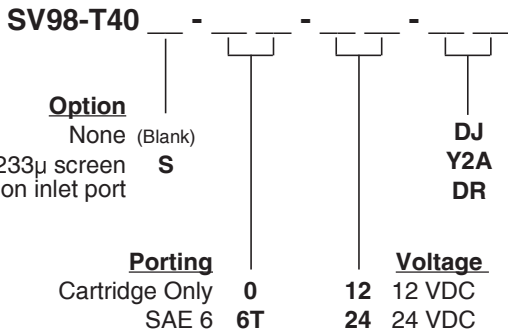 SV98-T40 __ - __ __ - __ __ - __ __
Option
None (Blank)
233µ screen S
on inlet port
DJ
Y2A
DR
Porting
Cartridge Only 0
SAE 6 6T
Voltage
12 12 VDC
24 24 VDC